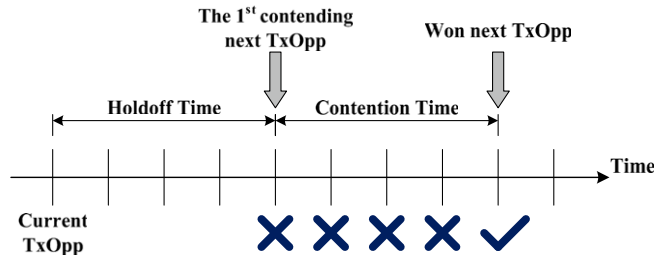 The 1st contending
next TxOpp
Won next TxOpp
Holdoff Time
Contention Time
Time
Current
TxOpp